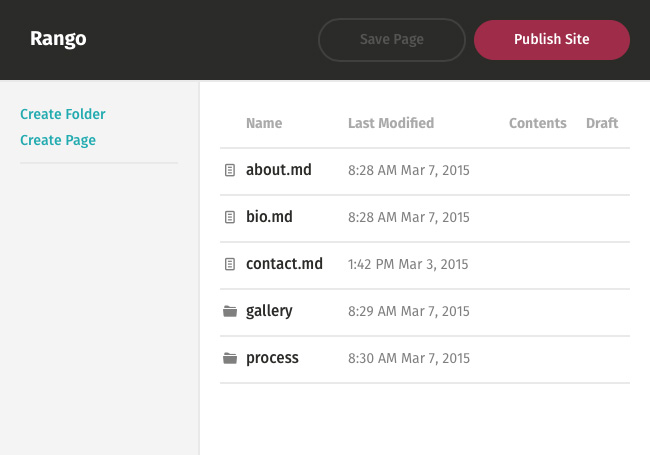 Rango
Save Page
Publish Site
Create Folder
Create Page
Name Last Modified Contents Draft
about.md 8:28 AM Mar 7, 2015
bio.md 8:28 AM Mar 7, 2015
contact.md 1:42 PM Mar 3, 2015
gallery 8:29 AM Mar 7, 2015
process 8:30 AM Mar 7, 2015